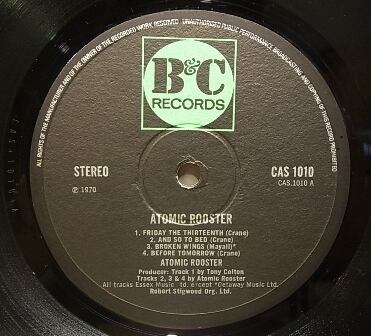 ALL RIGHTS OF THE MANUFACTURER AND OF THE OWNER OF THE RECORDED WORK RESERVED UNAUTHORISED PUBLIC PERFORMANCE BROADCASTING AND COPYING OF THIS RECORD PROHIBITED
B&C
RECORDS
STEREO
CAS 1010
℗ 1970
CAS.1010 A
ATOMIC ROOSTER
1. FRIDAY THE THIRTEENTH (Crane)
2. AND SO TO BED (Crane)
3. BROKEN WINGS (Mayall)*
4. BEFORE TOMORROW (Crane)
ATOMIC ROOSTER
Producer: Track 1 by Tony Colton
Tracks 2, 3 & 4 by Atomic Rooster
All tracks Essex Music Ltd. except *Getaway Music Ltd.
Robert Stigwood Org. Ltd.